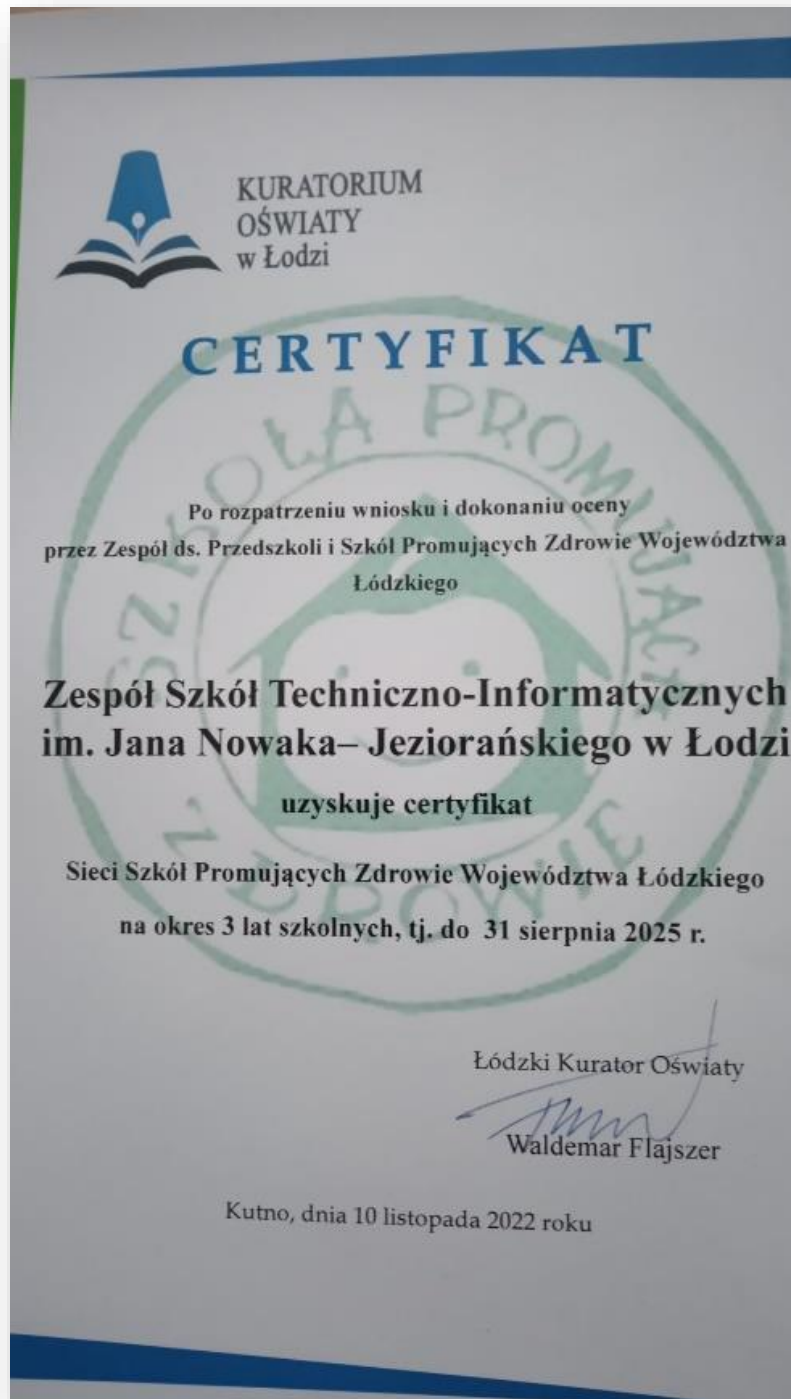 KURATORIUM
OŚWIATY
w Łodzi
CERTYFIKAT
SZKOŁA PROMUJĄCA
ZDROWIE
Po rozpatrzeniu wniosku i dokonaniu oceny
przez Zespół ds. Przedszkoli i Szkół Promujących Zdrowie Województwa
Łódzkiego
Zespół Szkół Techniczno-Informatycznych
im. Jana Nowaka– Jeziorańskiego w Łodzi
uzyskuje certyfikat
Sieci Szkół Promujących Zdrowie Województwa Łódzkiego
na okres 3 lat szkolnych, tj. do 31 sierpnia 2025 r.
Łódzki Kurator Oświaty
Waldemar Flajszer
Kutno, dnia 10 listopada 2022 roku